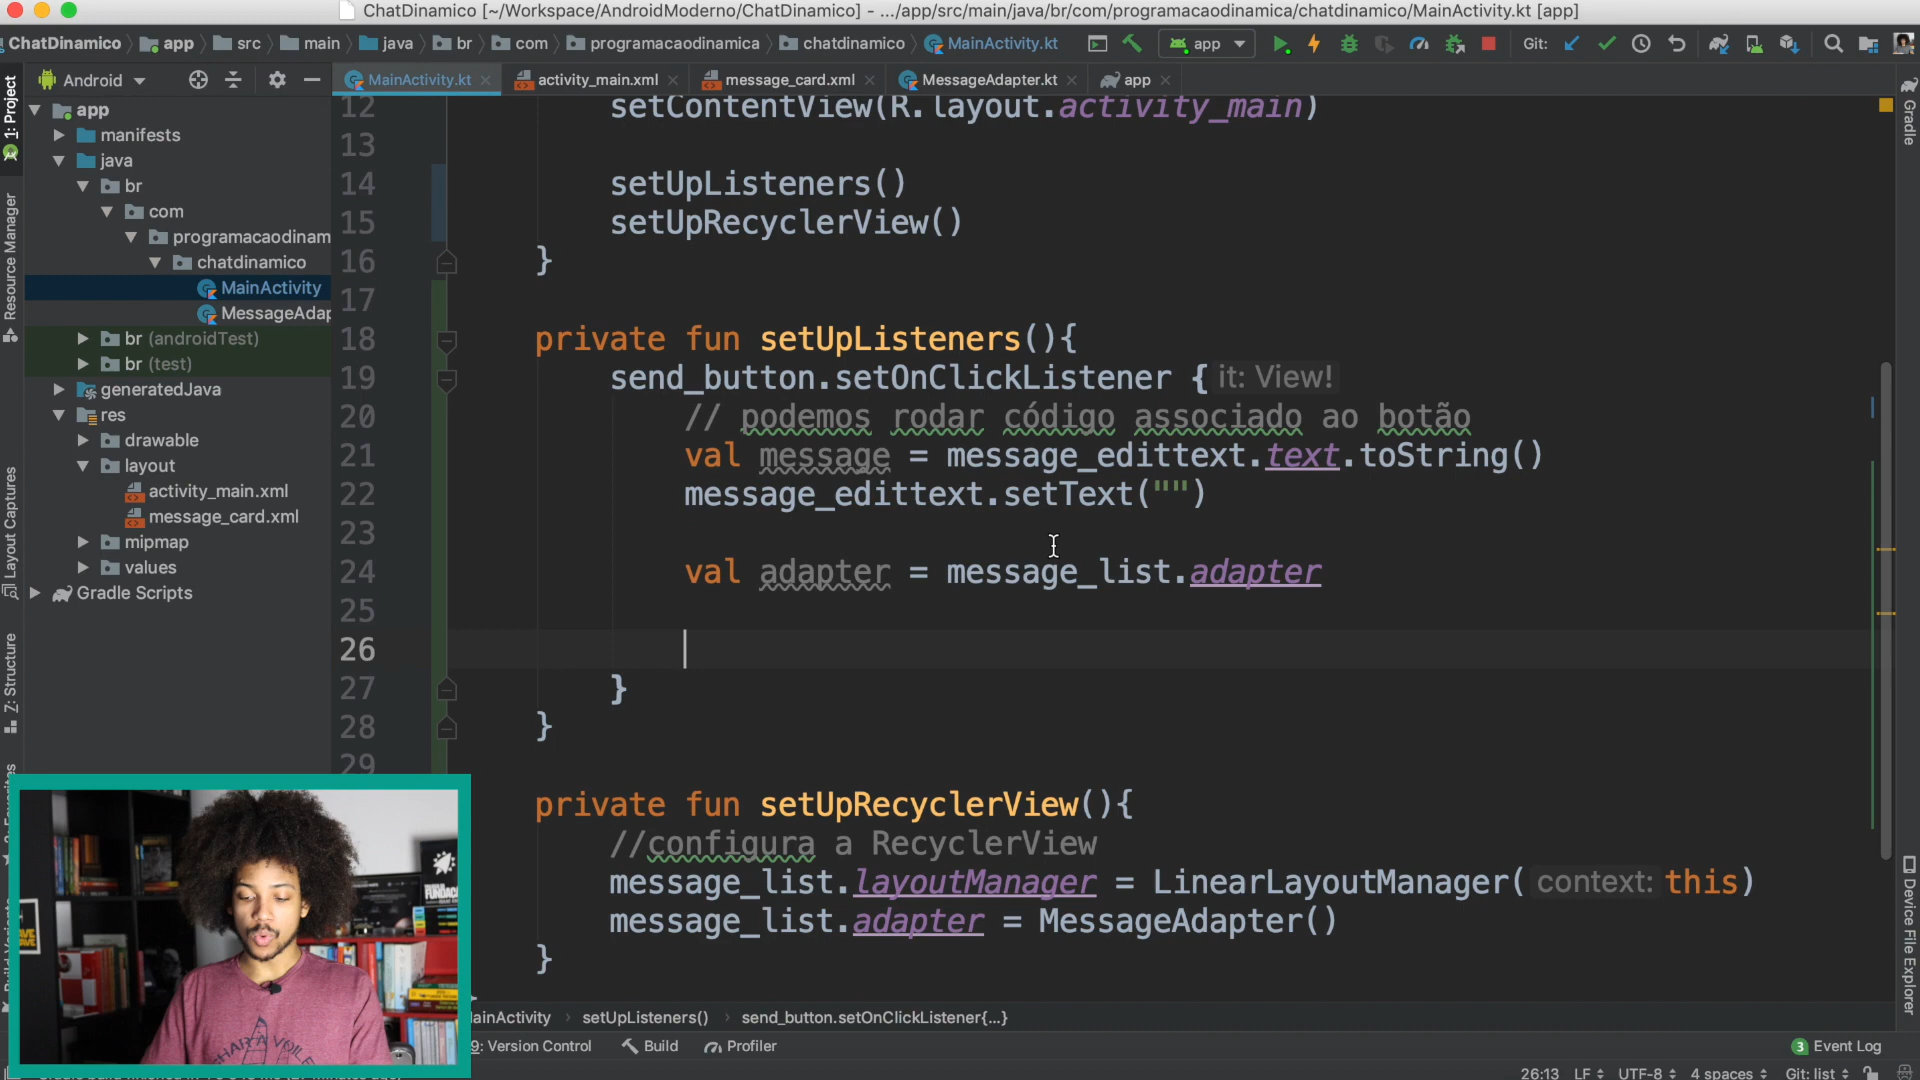 ChatDinamico [~/Workspace/AndroidModerno/ChatDinamico] - .../app/src/main/java/br/com/programacaodinamica/chatdinamico/MainActivity.kt [app]
ChatDinamico app src main java br com programacaodinamica chatdinamico MainActivity.kt app Git:
Android MainActivity.kt activity_main.xml message_card.xml MessageAdapter.kt app
1: Project
Resource Manager
Layout Captures
Z: Structure
app
manifests
java
br
com
programacaodinam
chatdinamico
MainActivity
MessageAdap
br (androidTest)
br (test)
generatedJava
res
drawable
layout
activity_main.xml
message_card.xml
mipmap
values
Gradle Scripts
12 setContentView(R.layout.activity_main)
13
14 setUpListeners()
15 setUpRecyclerView()
16 }
17
18 private fun setUpListeners(){
19 send_button.setOnClickListener { it: View!
20 // podemos rodar código associado ao botão
21 val message = message_edittext.text.toString()
22 message_edittext.setText("")
23
24 val adapter = message_list.adapter
25
26
27 }
28 }
29
private fun setUpRecyclerView(){
//configura a RecyclerView
message_list.layoutManager = LinearLayoutManager( context: this)
message_list.adapter = MessageAdapter()
}
Gradle
Device File Explorer
ainActivity › setUpListeners() › send_button.setOnClickListener{...}
9: Version Control Build Profiler 3 Event Log
26:13 LF UTF-8 4 spaces Git: list